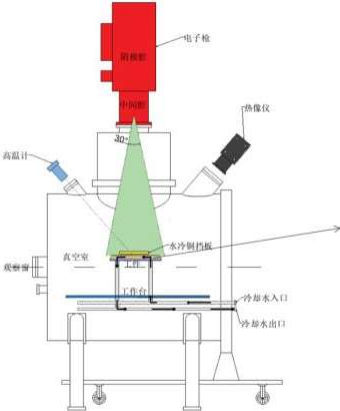 电子枪
阴极腔
中间腔
热像仪
30°
高温计
水冷铜挡板
真空室
观察窗
工作台
冷却水入口
冷却水出口